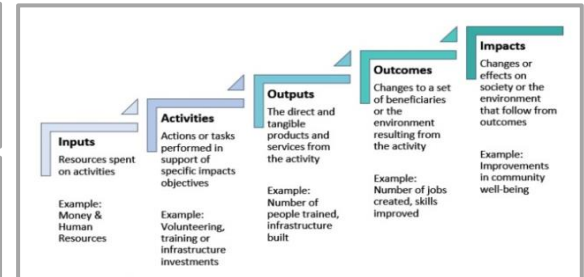 Inputs
Resources spent
on activities
Example:
Money &
Human
Resources
Activities
Actions or tasks
performed in
support of
specific impacts
objectives
Example:
Volunteering,
training or
infrastructure
investments
Outputs
The direct and
tangible
products and
services from
the activity
Example:
Number of
people trained,
infrastructure
built
Outcomes
Changes to a set
of beneficiaries
or the
environment
resulting from
the activity
Example:
Number of jobs
created, skills
improved
Impacts
Changes or
effects on
society or the
environment
that follow from
outcomes
Example:
Improvements
in community
well-being